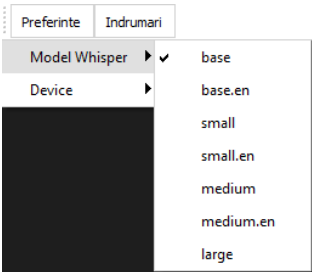 Preferinte Indrumari
Model Whisper
Device
base
base.en
small
small.en
medium
medium.en
large